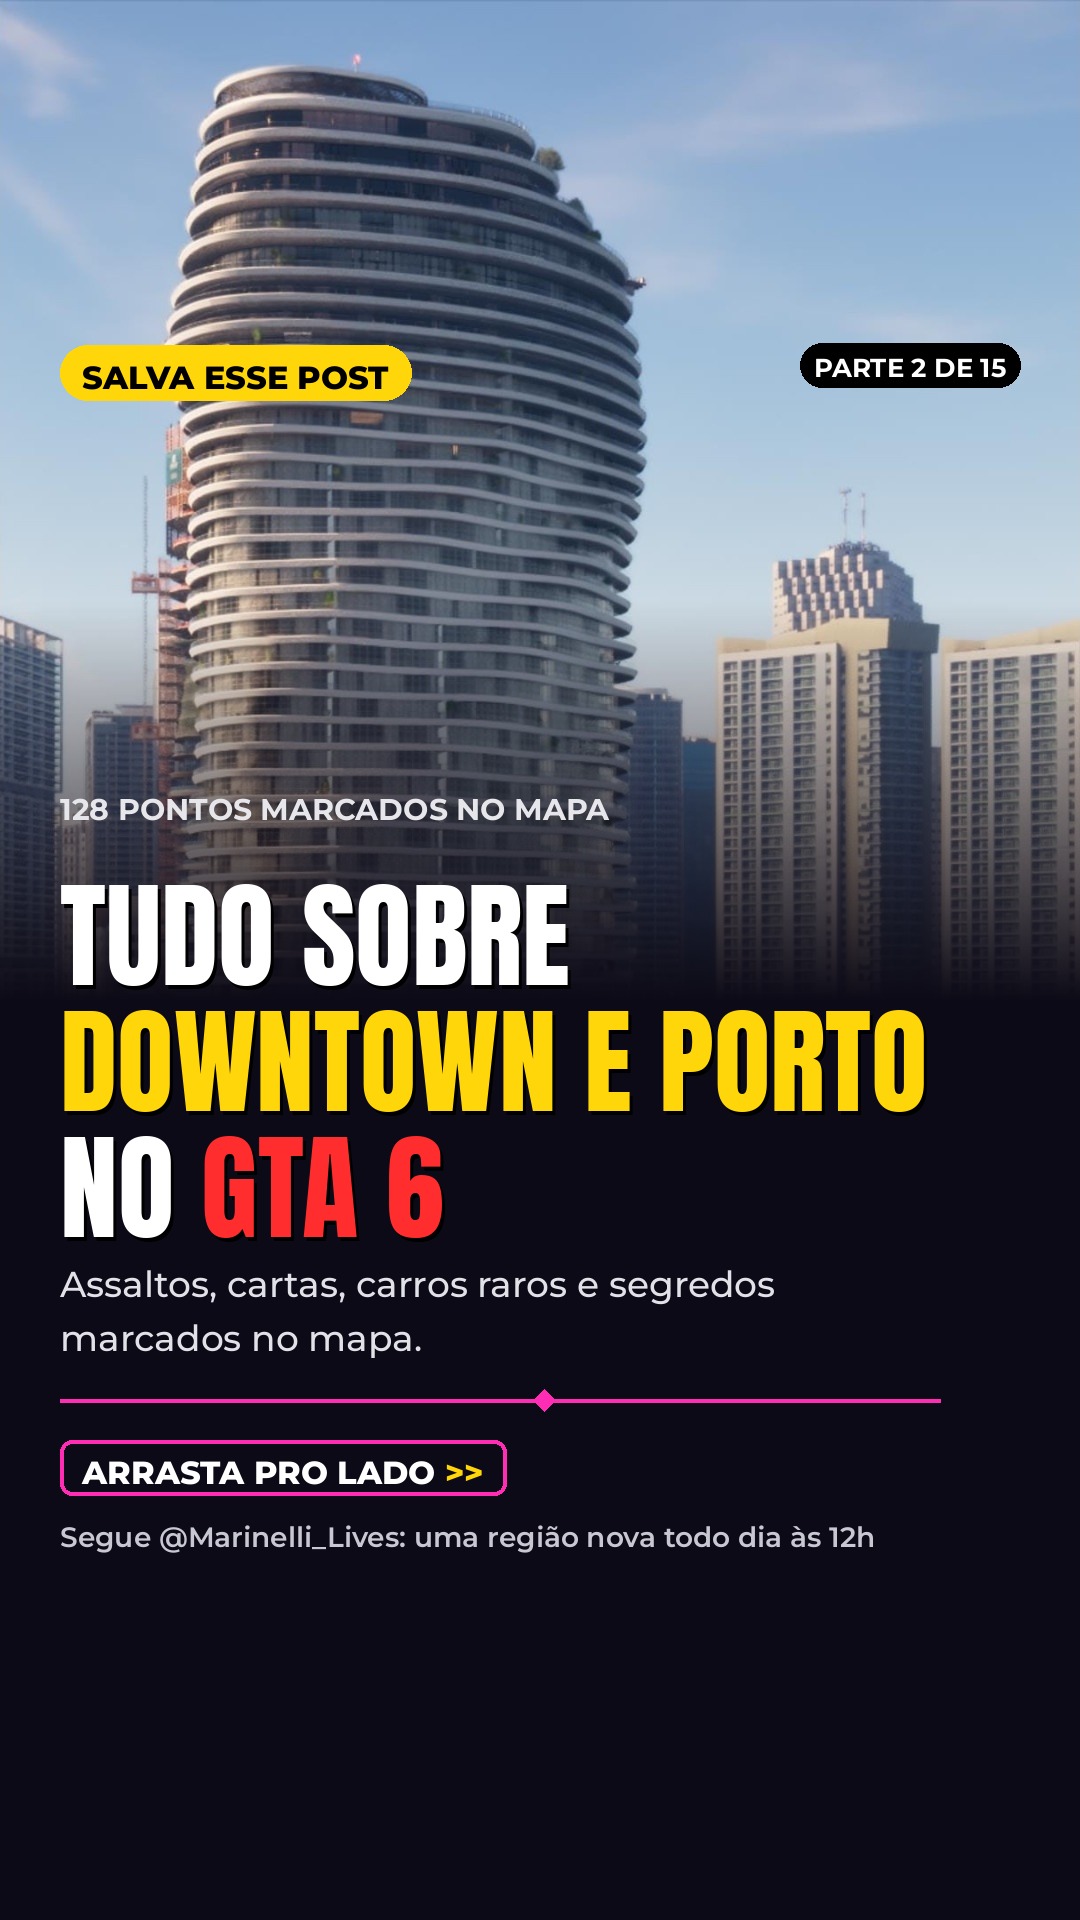 SALVA ESSE POST
PARTE 2 DE 15
128 PONTOS MARCADOS NO MAPA
TUDO SOBRE
DOWNTOWN E PORTO
NO GTA 6
Assaltos, cartas, carros raros e segredos
marcados no mapa.
ARRASTA PRO LADO >>
Segue @Marinelli_Lives: uma região nova todo dia às 12h